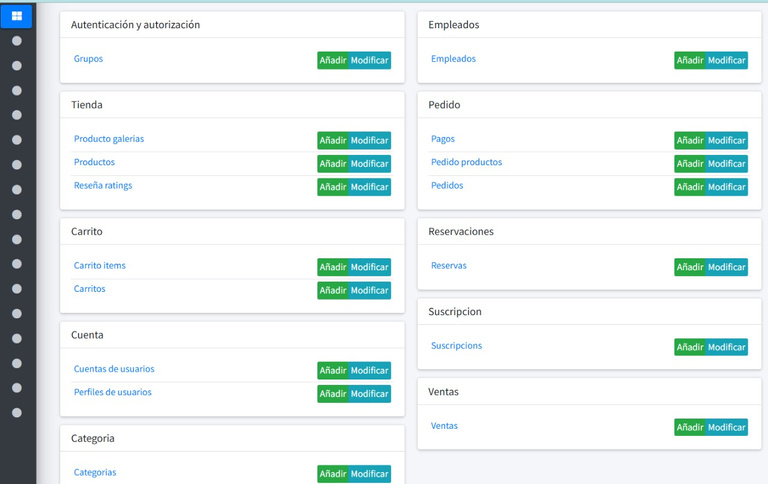 Autenticación y autorización
Grupos Añadir Modificar
Tienda
Producto galerias Añadir Modificar
Productos Añadir Modificar
Reseña ratings Añadir Modificar
Carrito
Carrito items Añadir Modificar
Carritos Añadir Modificar
Cuenta
Cuentas de usuarios Añadir Modificar
Perfiles de usuarios Añadir Modificar
Categoria
Categorias Añadir Modificar
Empleados
Empleados Añadir Modificar
Pedido
Pagos Añadir Modificar
Pedido productos Añadir Modificar
Pedidos Añadir Modificar
Reservaciones
Reservas Añadir Modificar
Suscripcion
Suscripcions Añadir Modificar
Ventas
Ventas Añadir Modificar